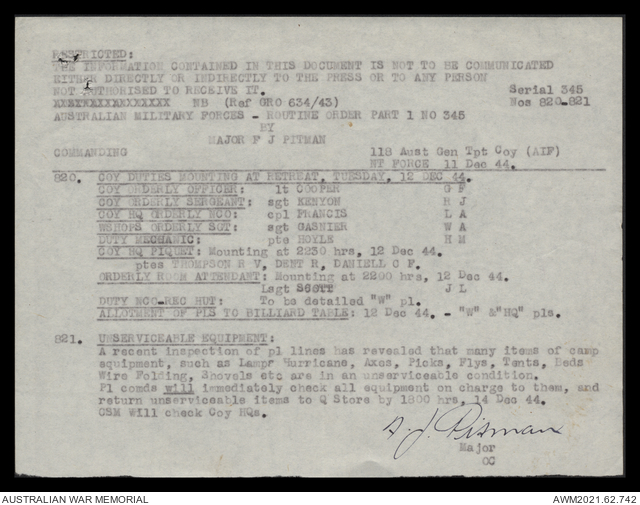 RESTRICTED:
THE INFORMATION CONTAINED IN THIS DOCUMENT IS NOT TO BE COMMUNICATED
EITHER DIRECTLY OR INDIRECTLY TO THE PRESS OR TO ANY PERSON
NOT AUTHORISED TO RECEIVE IT. Serial 345
NB (Ref GRO 634/43) Nos 820-821
AUSTRALIAN MILITARY FORCES - ROUTINE ORDER PART 1 NO 345
BY
MAJOR F J PITMAN
COMMANDING 118 Aust Gen Tpt Coy (AIF)
NT FORCE 11 Dec 44.
820. COY DUTIES MOUNTING AT RETREAT, TUESDAY, 12 DEC 44.
COY ORDERLY OFFICER: lt COOPER G F
COY ORDERLY SERGEANT: sgt KENYON R J
COY HQ ORDERLY NCO: cpl FRANCIS L A
WSHOPS ORDERLY SGT: sgt GASNIER W A
DUTY MECHANIC: pte HOYLE H M
COY HQ PIQUET: Mounting at 2230 hrs, 12 Dec 44.
ptes THOMPSON R V, DENT R, DANIELL C F.
ORDERLY ROOM ATTENDANT: Mounting at 2200 hrs, 12 Dec 44.
Lsgt SCOTT J L
DUTY NCO-REC HUT: To be detailed "W" pl.
ALLOTMENT OF PLS TO BILLYARD TABLE: 12 Dec 44. - "W" &"HQ" pls.
821. UNSERVICEABLE EQUIPMENT:
A recent inspection of pl lines has revealed that many items of camp
equipment, such as Lampr Hurricane, Axes, Picks, Flys, Tents, Beds
Wire Folding, Shovels etc are in an unserviceable condition.
Pl comds will immediately check all equipment on charge to them, and
return unserviceable items to Q Store by 1800 hrs, 14 Dec 44.
CSM Will check Coy HQs.
F. J. Pitman
Major
OC
AUSTRALIAN WAR MEMORIAL AWM2021.62.742